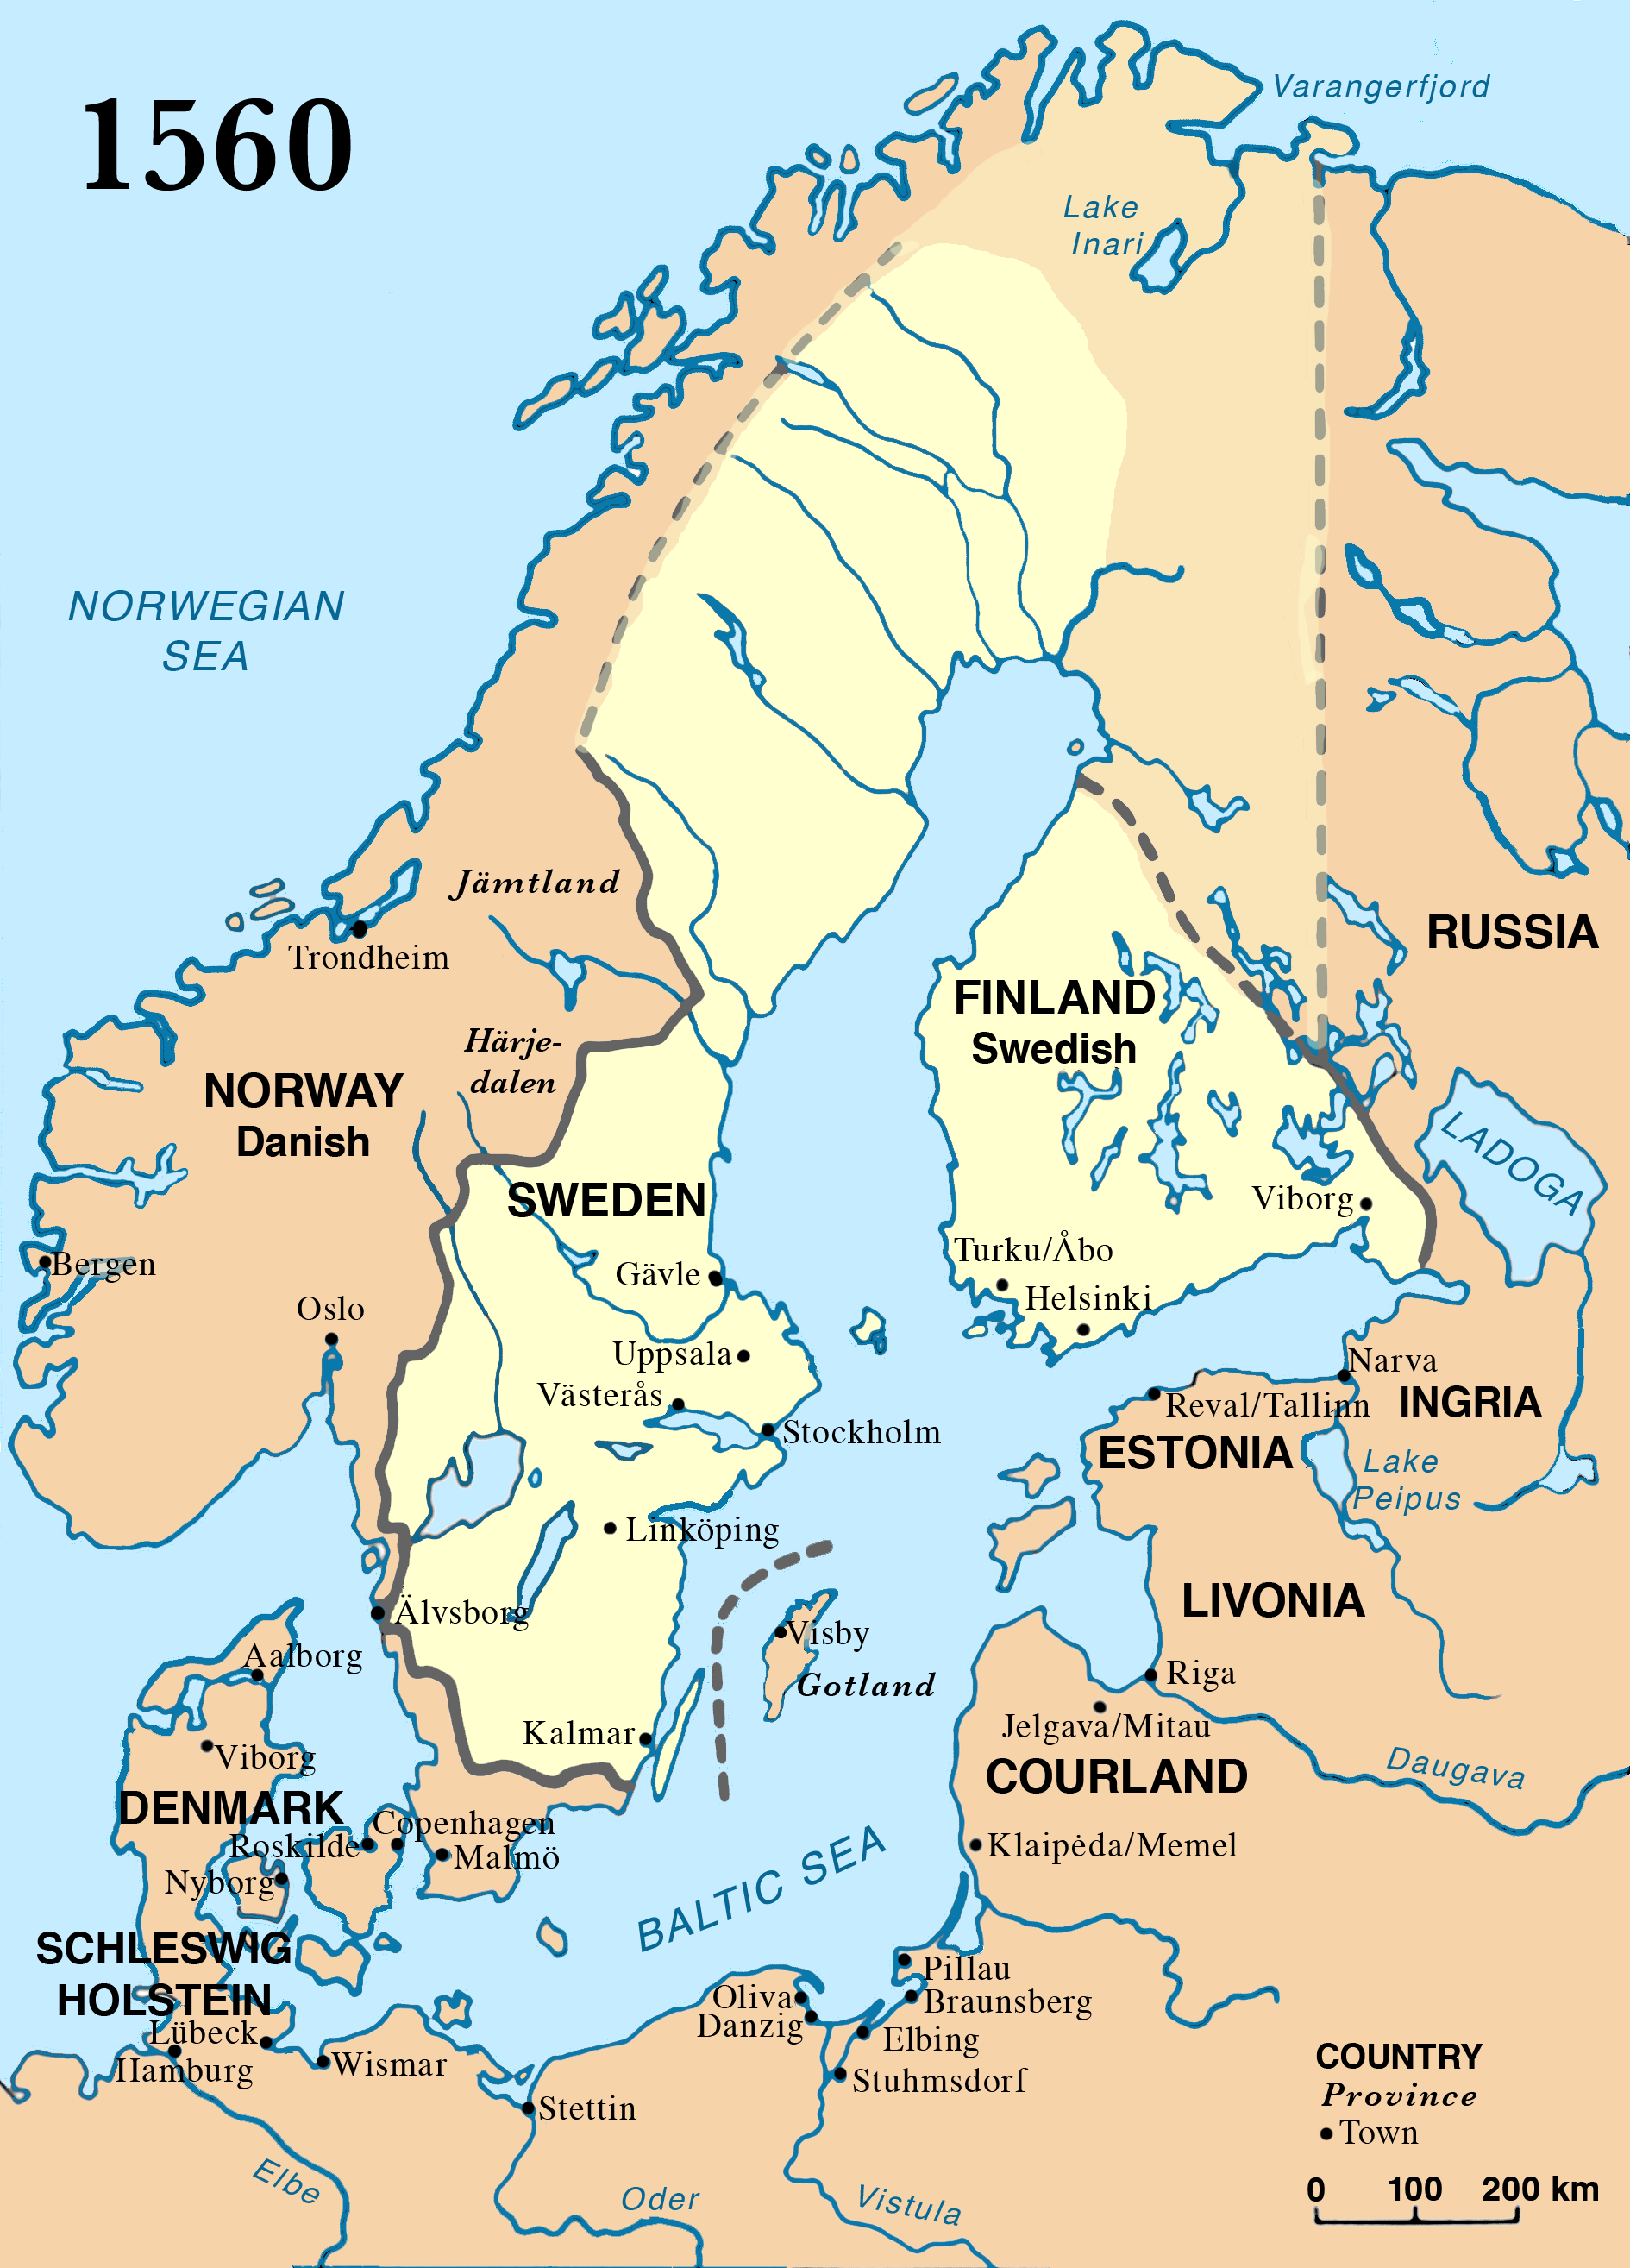 1560
Varangerfjord
Lake
Inari
NORWEGIAN
SEA
Jämtland
Trondheim
RUSSIA
FINLAND
Swedish
Härje-
dalen
NORWAY
Danish
LADOGA
SWEDEN
Viborg
Turku/Åbo
Bergen
Gävle
Helsinki
Oslo
Uppsala
Narva
Västerås
Reval/Tallinn
INGRIA
Stockholm
ESTONIA
Lake
Peipus
Linköping
LIVONIA
Älvsborg
Visby
Aalborg
Riga
Gotland
Jelgava/Mitau
Kalmar
Viborg
COURLAND
Daugava
DENMARK
Copenhagen
Roskilde
Klaipėda/Memel
Malmö
Nyborg
BALTIC SEA
SCHLESWIG
HOLSTEIN
Pillau
Oliva
Braunsberg
Danzig
Lübeck
Elbing
Hamburg
Wismar
Stuhmsdorf
Stettin
COUNTRY
Province
Town
Elbe
Oder
Vistula
0 100 200 km